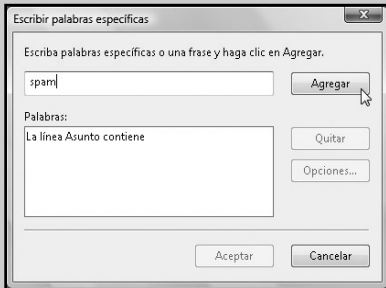 Escribir palabras específicas
Escriba palabras específicas o una frase y haga clic en Agregar.
spam
Agregar
Palabras:
La línea Asunto contiene
Quitar
Opciones...
Aceptar
Cancelar